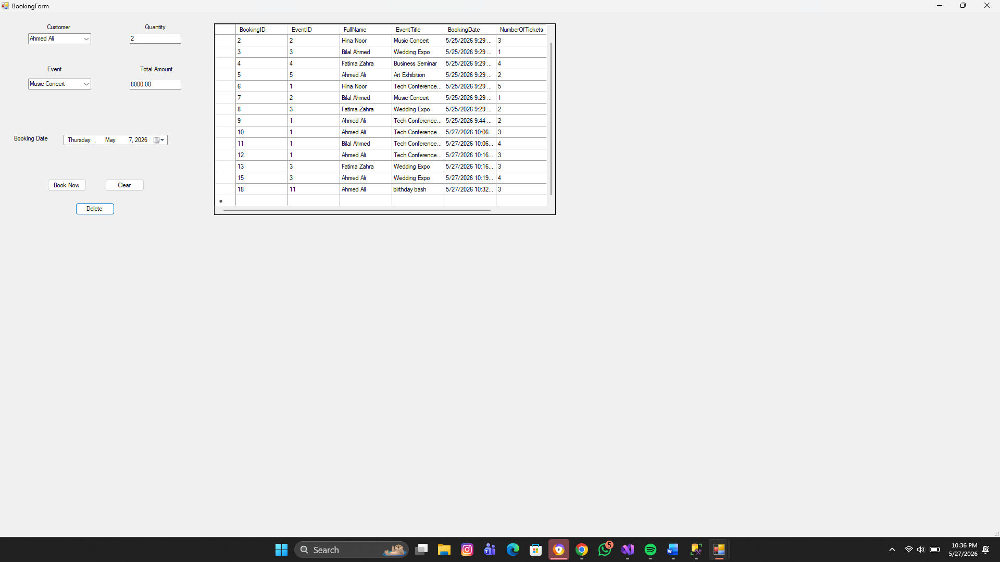 BookingForm
Customer
Quantity
Ahmed Ali
2
Event
Total Amount
Music Concert
8000.00
Booking Date
Thursday , May 7, 2026
Book Now
Clear
Delete
BookingID EventID FullName EventTitle BookingDate NumberOfTickets
2 2 Hina Noor Music Concert 5/25/2026 9:29 ... 3
3 3 Bilal Ahmed Wedding Expo 5/25/2026 9:29 ... 1
4 4 Fatima Zahra Business Seminar 5/25/2026 9:29 ... 4
5 5 Ahmed Ali Art Exhibition 5/25/2026 9:29 ... 2
6 1 Hina Noor Tech Conference... 5/25/2026 9:29 ... 5
7 2 Bilal Ahmed Music Concert 5/25/2026 9:29 ... 1
8 3 Fatima Zahra Wedding Expo 5/25/2026 9:29 ... 2
9 1 Ahmed Ali Tech Conference... 5/25/2026 9:44 ... 2
10 1 Ahmed Ali Tech Conference... 5/27/2026 10:06... 3
11 1 Bilal Ahmed Tech Conference... 5/27/2026 10:06... 4
12 1 Ahmed Ali Tech Conference... 5/27/2026 10:16... 3
13 3 Fatima Zahra Wedding Expo 5/27/2026 10:16... 3
15 3 Ahmed Ali Wedding Expo 5/27/2026 10:19... 4
18 11 Ahmed Ali birthday bash 5/27/2026 10:32... 3
Search
5
10:36 PM
5/27/2026